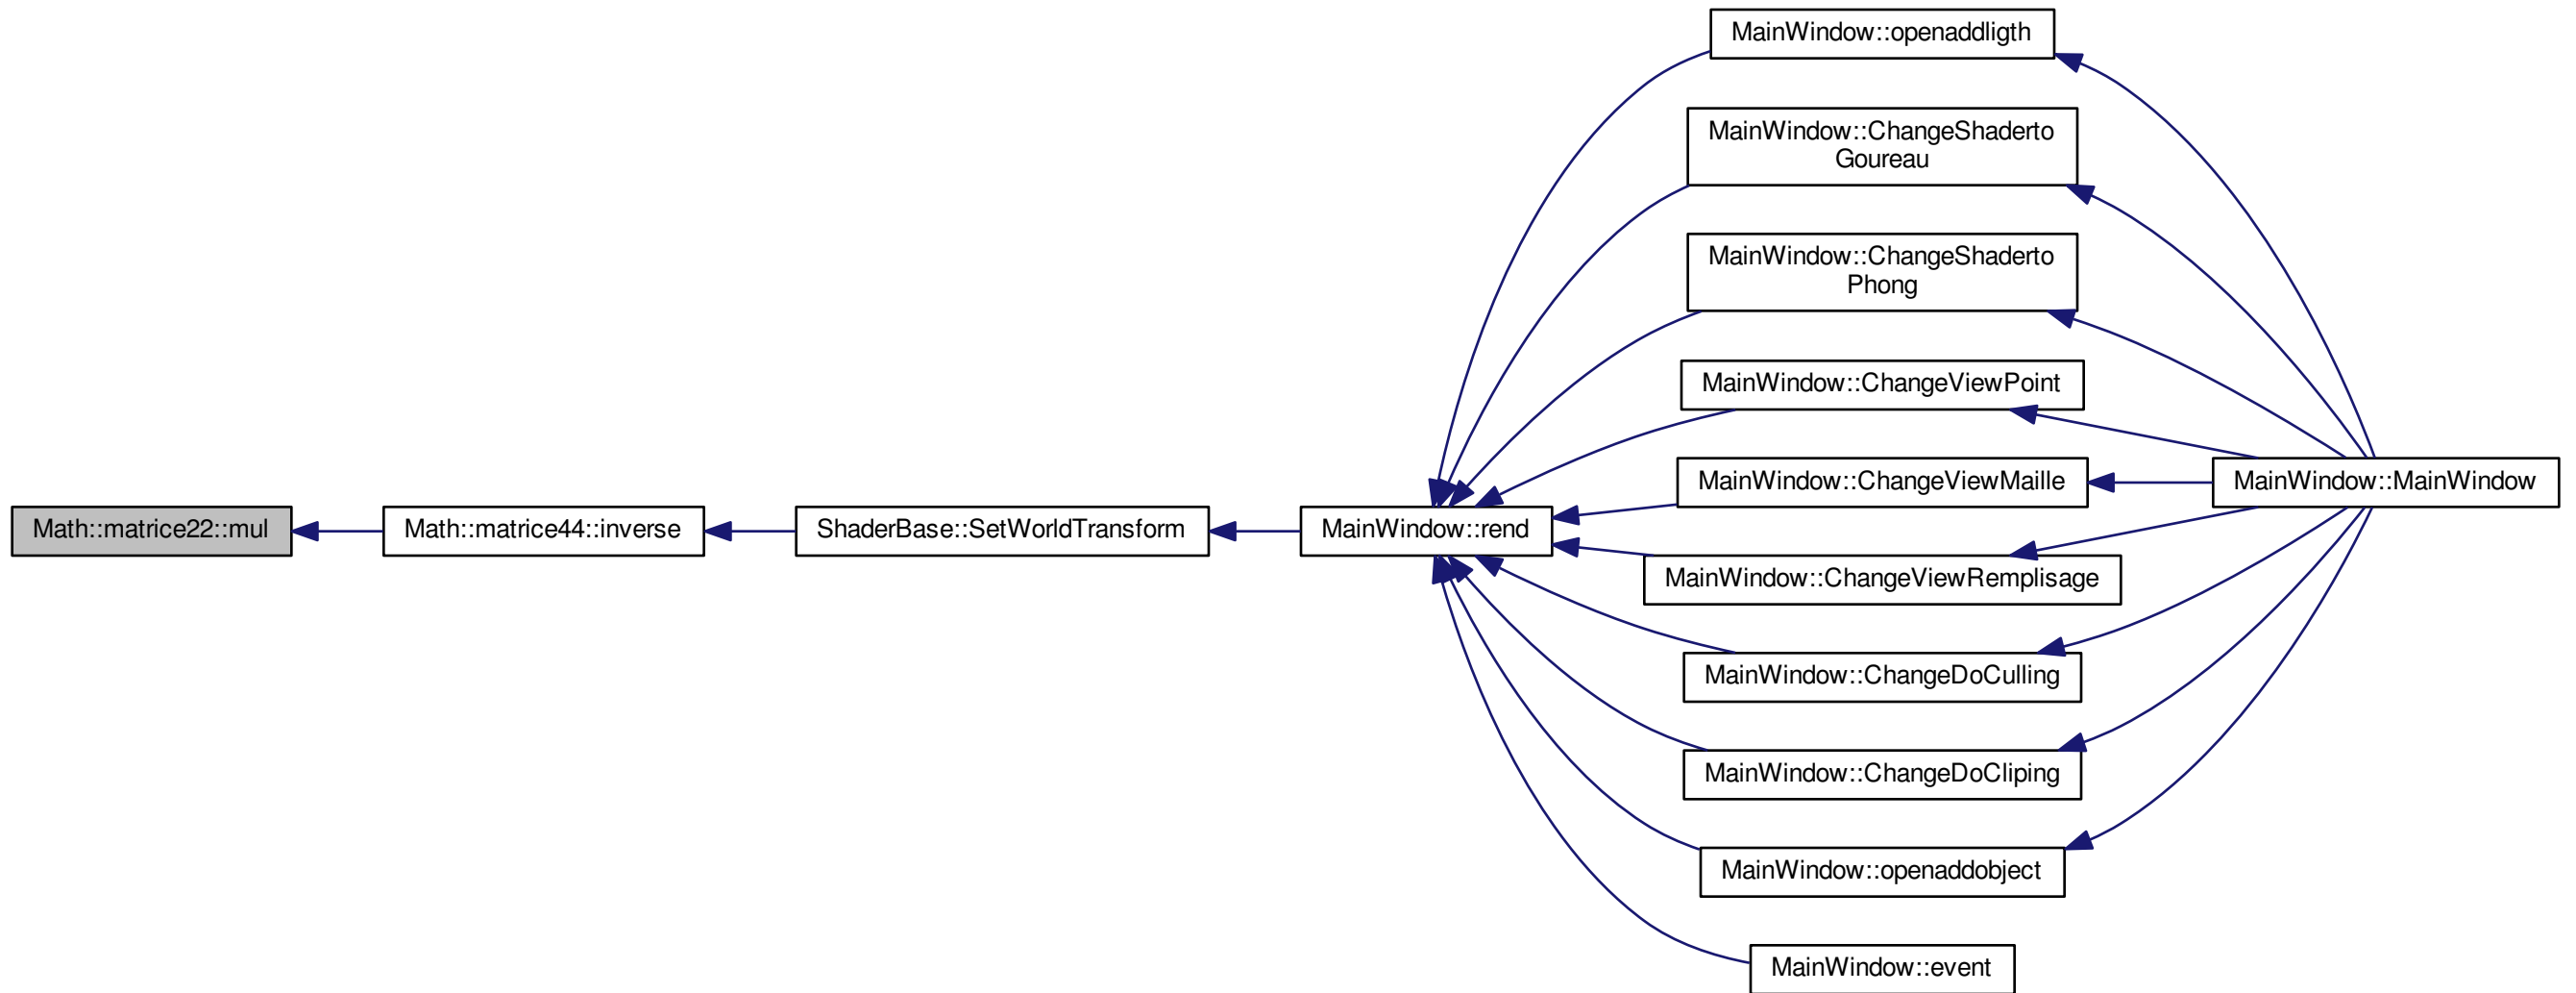 MainWindow::openaddligth
MainWindow::ChangeShaderto
Goureau
MainWindow::ChangeShaderto
Phong
MainWindow::ChangeViewPoint
MainWindow::ChangeViewMaille
MainWindow::MainWindow
Math::matrice22::mul
Math::matrice44::inverse
ShaderBase::SetWorldTransform
MainWindow::rend
MainWindow::ChangeViewRemplisage
MainWindow::ChangeDoCulling
MainWindow::ChangeDoCliping
MainWindow::openaddobject
MainWindow::event